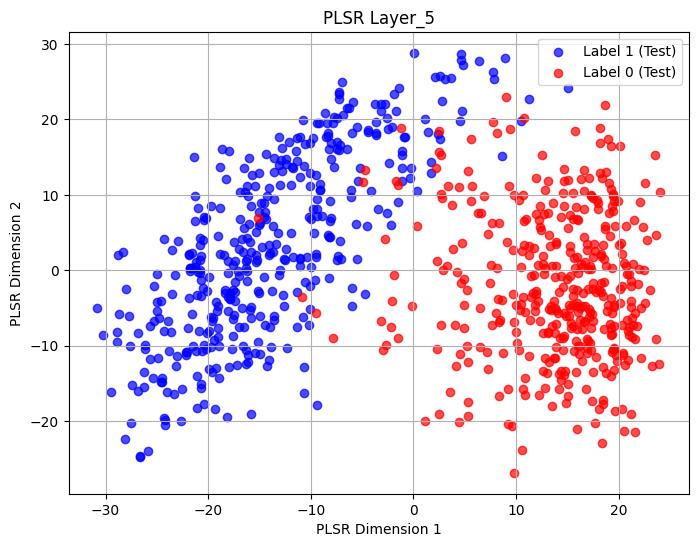 PLSR Layer_5
Label 1 (Test)
Label 0 (Test)
30
20
10
0
−10
−20
PLSR Dimension 2
−30
−20
−10
0
10
20
PLSR Dimension 1